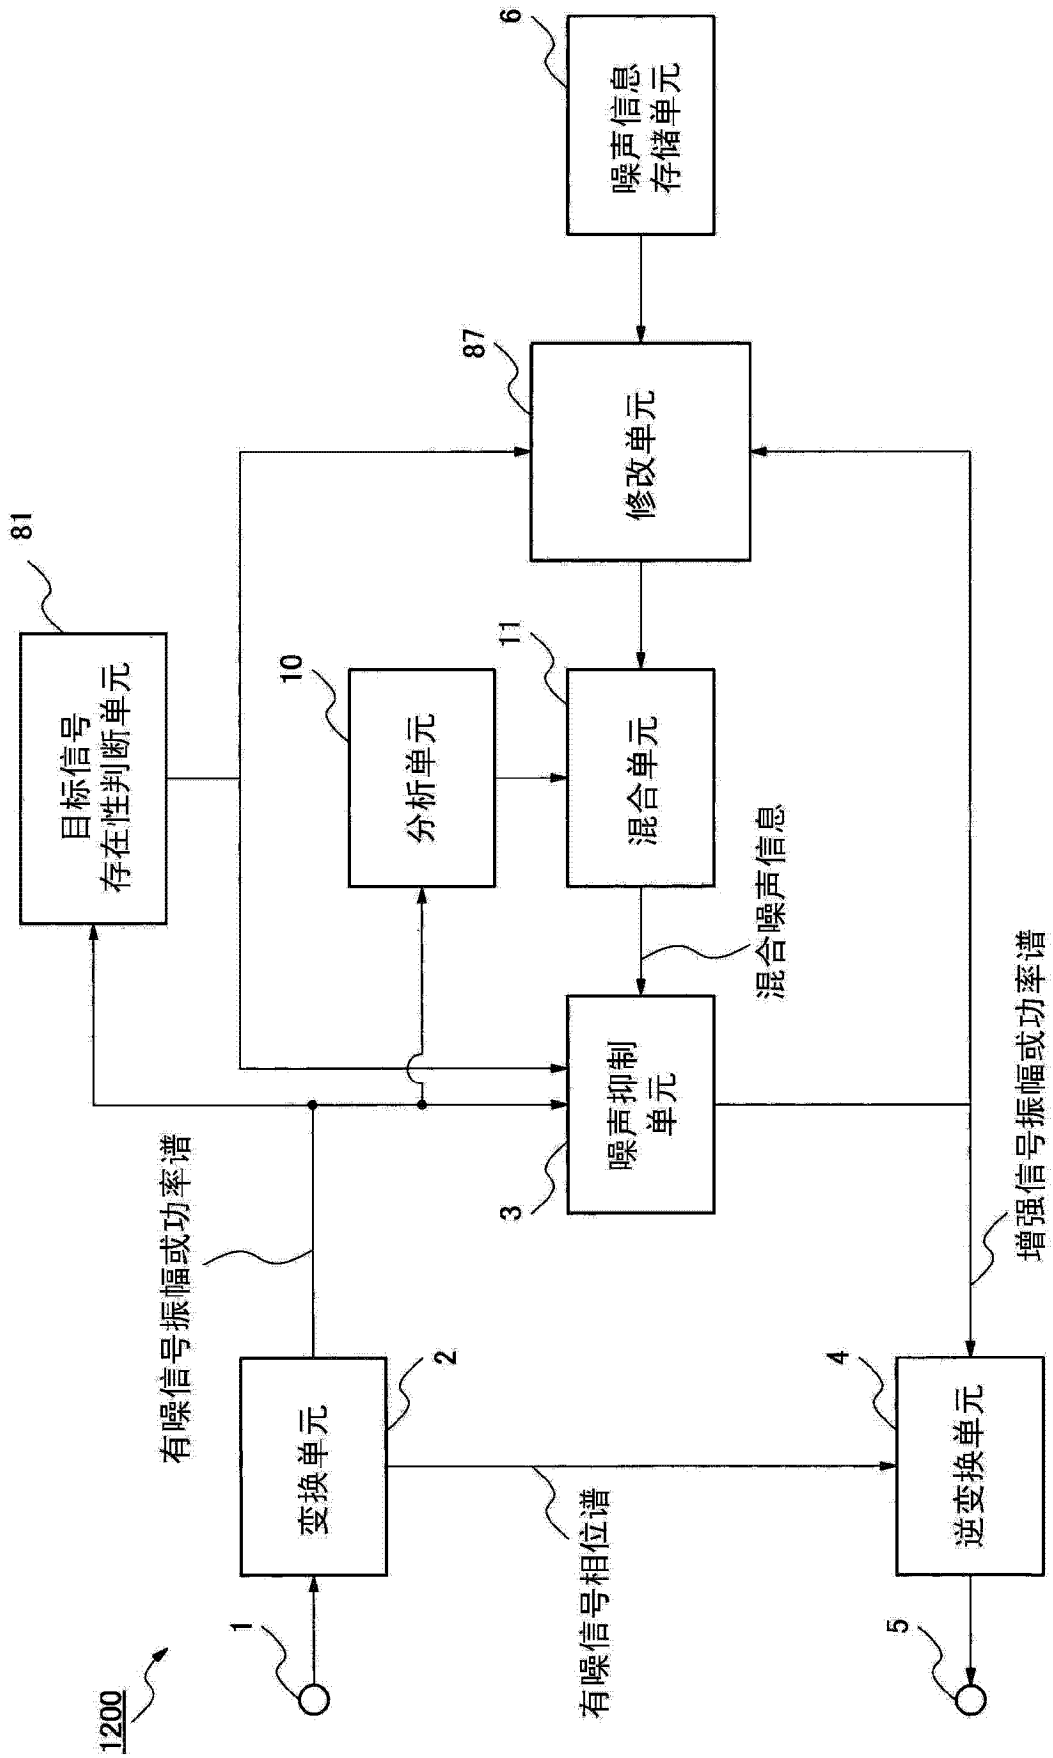 1200
1
变换单元
2
有噪信号振幅或功率谱
目标信号
存在性判断单元
81
分析单元
10
噪声抑制
单元
3
混合噪声信息
混合单元
11
修改单元
87
噪声信息
存储单元
6
有噪信号相位谱
增强信号振幅或功率谱
逆变换单元
4
5